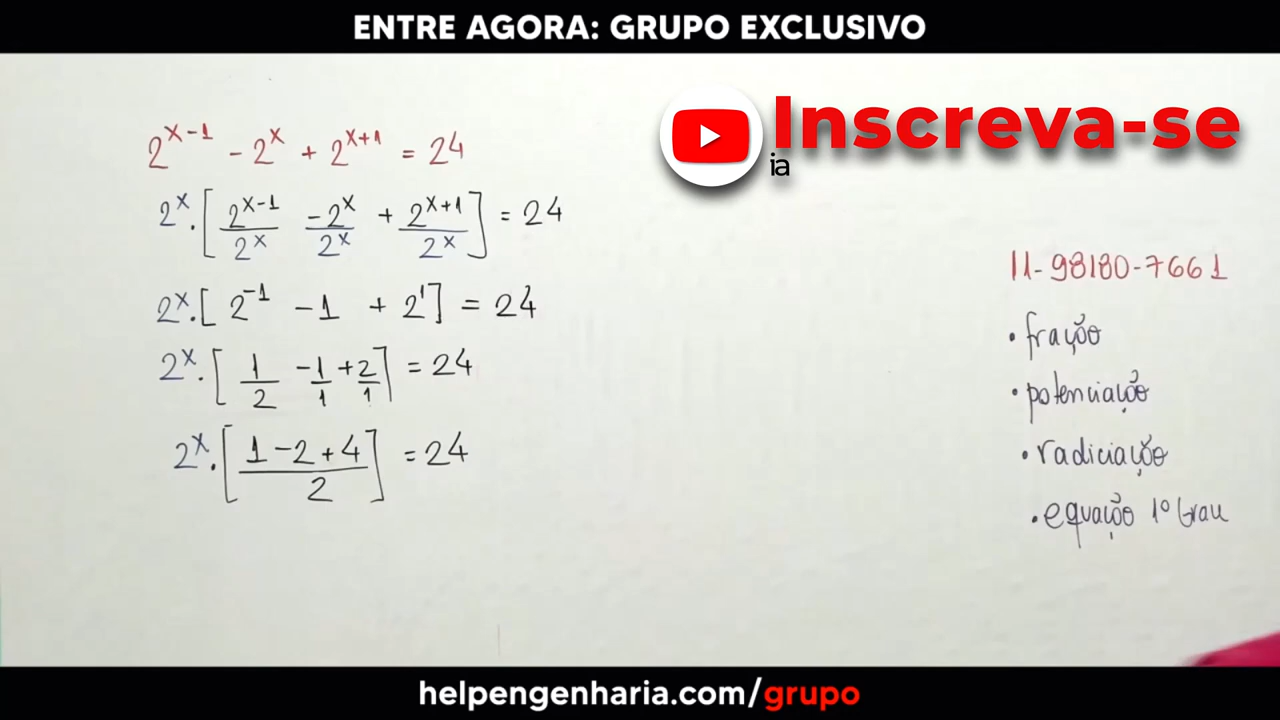 ENTRE AGORA: GRUPO EXCLUSIVO
Inscreva-se
ia
2^{x-1} - 2^x + 2^{x+1} = 24
2^x . [ 2^{x-1}/2^x - 2^x/2^x + 2^{x+1}/2^x ] = 24
2^x . [ 2^{-1} - 1 + 2^1 ] = 24
2^x . [ 1/2 - 1/1 + 2/1 ] = 24
2^x . [ (1 - 2 + 4)/2 ] = 24
11-98180-7661
• fração
• potenciação
• radiciação
• equação 1º Grau
helpengenharia.com/grupo